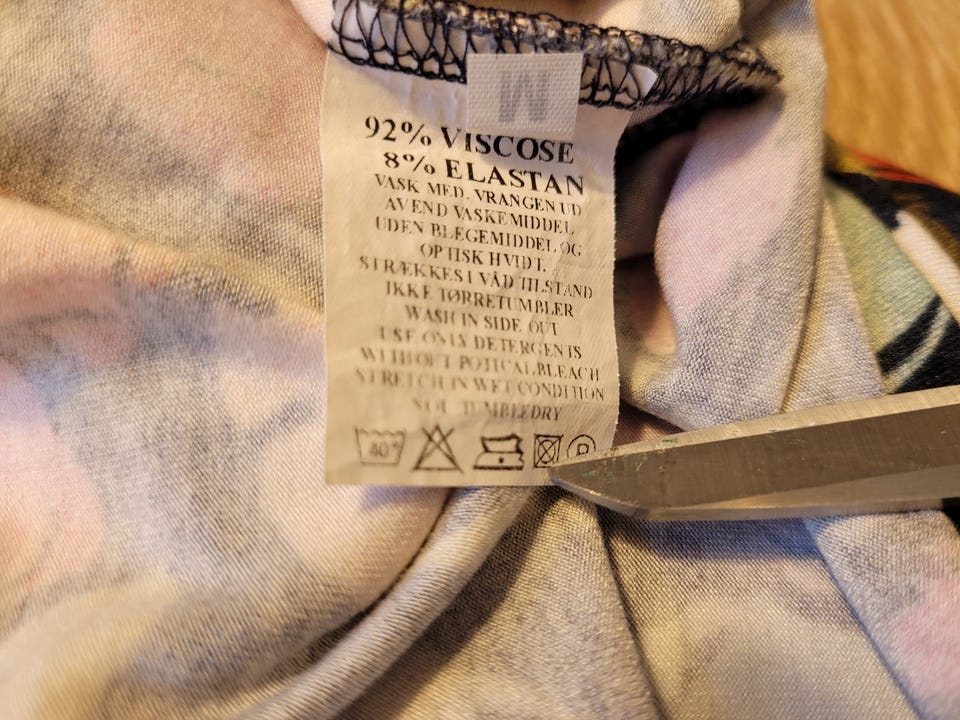 M
92% VISCOSE
8% ELASTAN
VASK MED. VRANGEN UD
AVEND VASKEMIDDEL
UDEN BLEGEMIDDEL OG
OPTISK HVIDT.
STRÆKKES I VÅD TILSTAND
IKKE TØRRETUMBLER
WASH IN SIDE OUT
USE ONLY DETERGENTS
WITHOUT POTICAL BLEACH
STRETCH IN WET CONDITION
NOT TUMBLEDRY
40° P